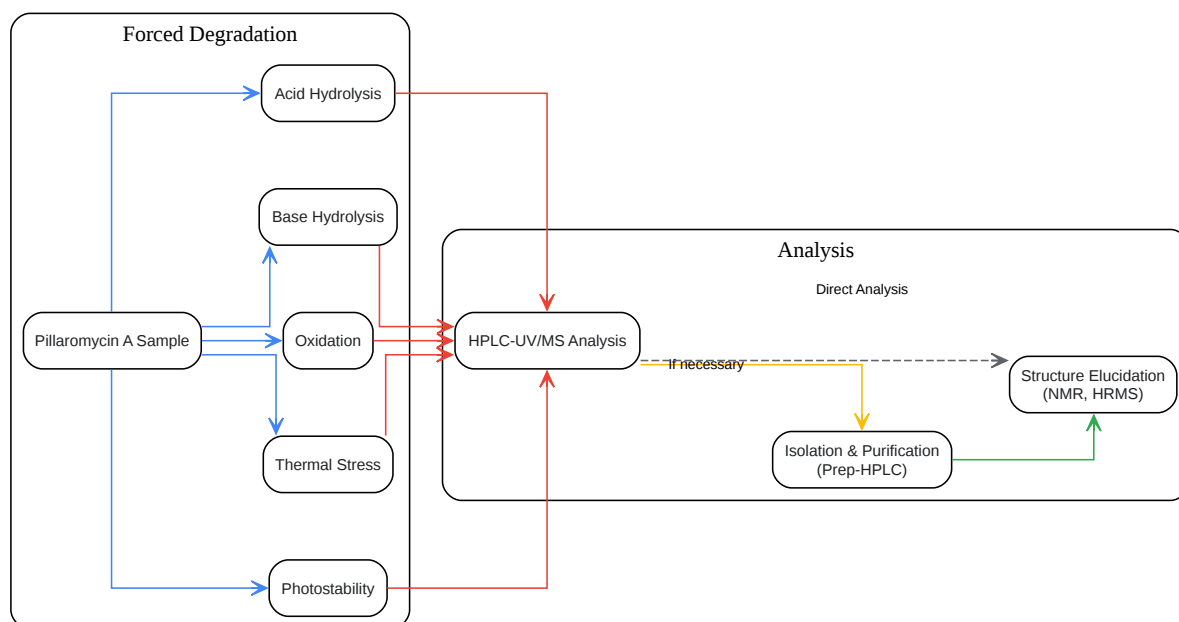 Forced Degradation
Acid Hydrolysis
Base Hydrolysis
Pillaromycin A Sample
Oxidation
Thermal Stress
Photostability
Analysis
Direct Analysis
HPLC-UV/MS Analysis
If necessary
Structure Elucidation
(NMR, HRMS)
Isolation & Purification
(Prep-HPLC)